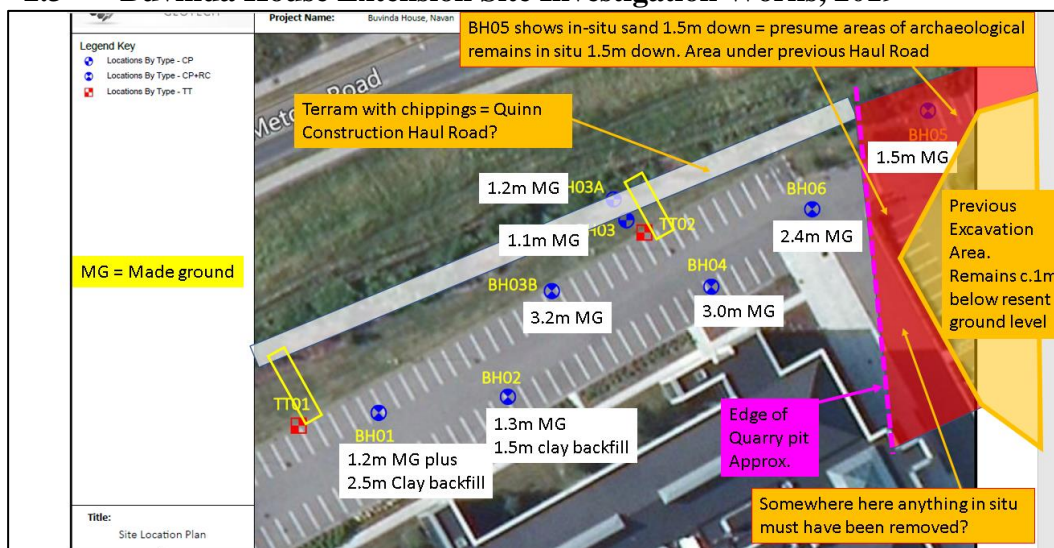 2.3 Buvinda House Extension Site Investigation Works, 2019
GEOTECH
Project Name: Buvinda House, Navan
Legend Key
Locations By Type - CP
Locations By Type - CP+RC
Locations By Type - TT
BH05 shows in-situ sand 1.5m down = presume areas of archaeological
remains in situ 1.5m down. Area under previous Haul Road
Road
Terram with chippings = Quinn
Construction Haul Road?
BH05
1.5m MG
1.2m MG
H03A
BH06
2.4m MG
1.1m MG
H03
TT02
Previous
Excavation
Area.
Remains c.1m
below resent
ground level
MG = Made ground
BH03B
3.2m MG
BH04
3.0m MG
TT01
BH01
1.2m MG plus
2.5m Clay backfill
BH02
1.3m MG
1.5m clay backfill
Edge of
Quarry pit
Approx.
Somewhere here anything in situ
must have been removed?
Title:
Site Location Plan